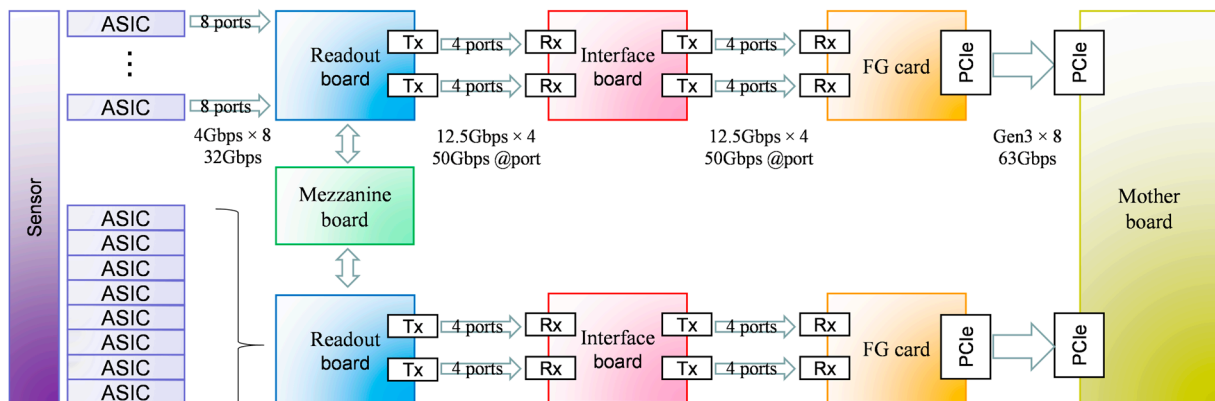 Sensor
ASIC
8 ports
⋮
ASIC
8 ports
4Gbps × 8
32Gbps
Readout
board
Tx
4 ports
Rx
Tx
4 ports
Rx
12.5Gbps × 4
50Gbps @port
Interface
board
Tx
4 ports
Rx
Tx
4 ports
Rx
12.5Gbps × 4
50Gbps @port
FG card
PCIe
PCIe
Gen3 × 8
63Gbps
Mother
board
Mezzanine
board
ASIC
ASIC
ASIC
ASIC
ASIC
ASIC
ASIC
ASIC
Readout
board
Tx
4 ports
Rx
Tx
4 ports
Rx
Interface
board
Tx
4 ports
Rx
Tx
4 ports
Rx
FG card
PCIe
PCIe